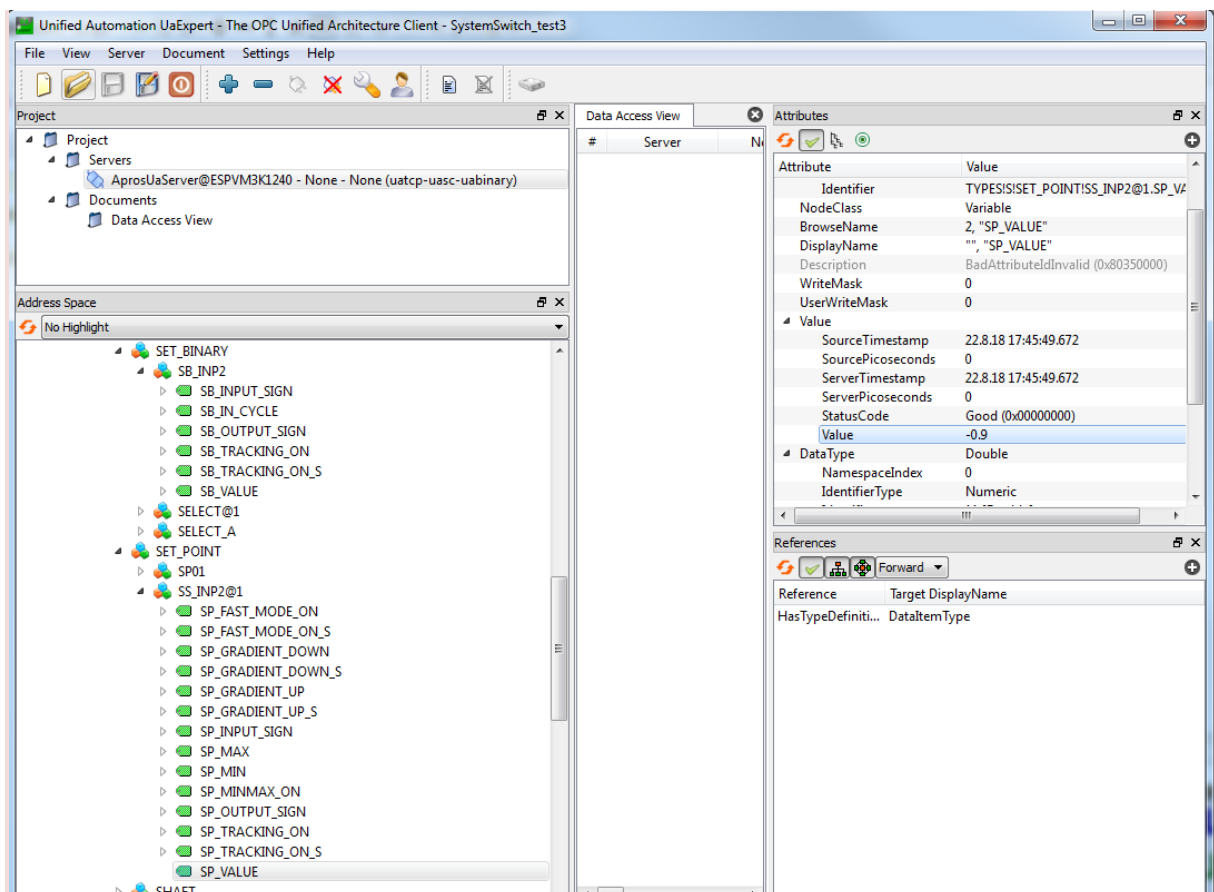 Unified Automation UaExpert - The OPC Unified Architecture Client - SystemSwitch_test3
File View Server Document Settings Help
Project
Project
Servers
AprosUaServer@ESPVM3K1240 - None - None (uatcp-uasc-uabinary)
Documents
Data Access View
Address Space
No Highlight
SET_BINARY
SB_INP2
SB_INPUT_SIGN
SB_IN_CYCLE
SB_OUTPUT_SIGN
SB_TRACKING_ON
SB_TRACKING_ON_S
SB_VALUE
SELECT@1
SELECT_A
SET_POINT
SP01
SS_INP2@1
SP_FAST_MODE_ON
SP_FAST_MODE_ON_S
SP_GRADIENT_DOWN
SP_GRADIENT_DOWN_S
SP_GRADIENT_UP
SP_GRADIENT_UP_S
SP_INPUT_SIGN
SP_MAX
SP_MIN
SP_MINMAX_ON
SP_OUTPUT_SIGN
SP_TRACKING_ON
SP_TRACKING_ON_S
SP_VALUE
SHAFT
Data Access View
# Server
Attributes
Attribute Value
Identifier TYPES!S!SET_POINT!SS_INP2@1.SP_VA
NodeClass Variable
BrowseName 2, "SP_VALUE"
DisplayName "", "SP_VALUE"
Description BadAttributeIdInvalid (0x80350000)
WriteMask 0
UserWriteMask 0
Value
SourceTimestamp 22.8.18 17:45:49.672
SourcePicoseconds 0
ServerTimestamp 22.8.18 17:45:49.672
ServerPicoseconds 0
StatusCode Good (0x00000000)
Value -0.9
DataType Double
NamespaceIndex 0
IdentifierType Numeric
References
Forward
Reference Target DisplayName
HasTypeDefiniti... DataItemType